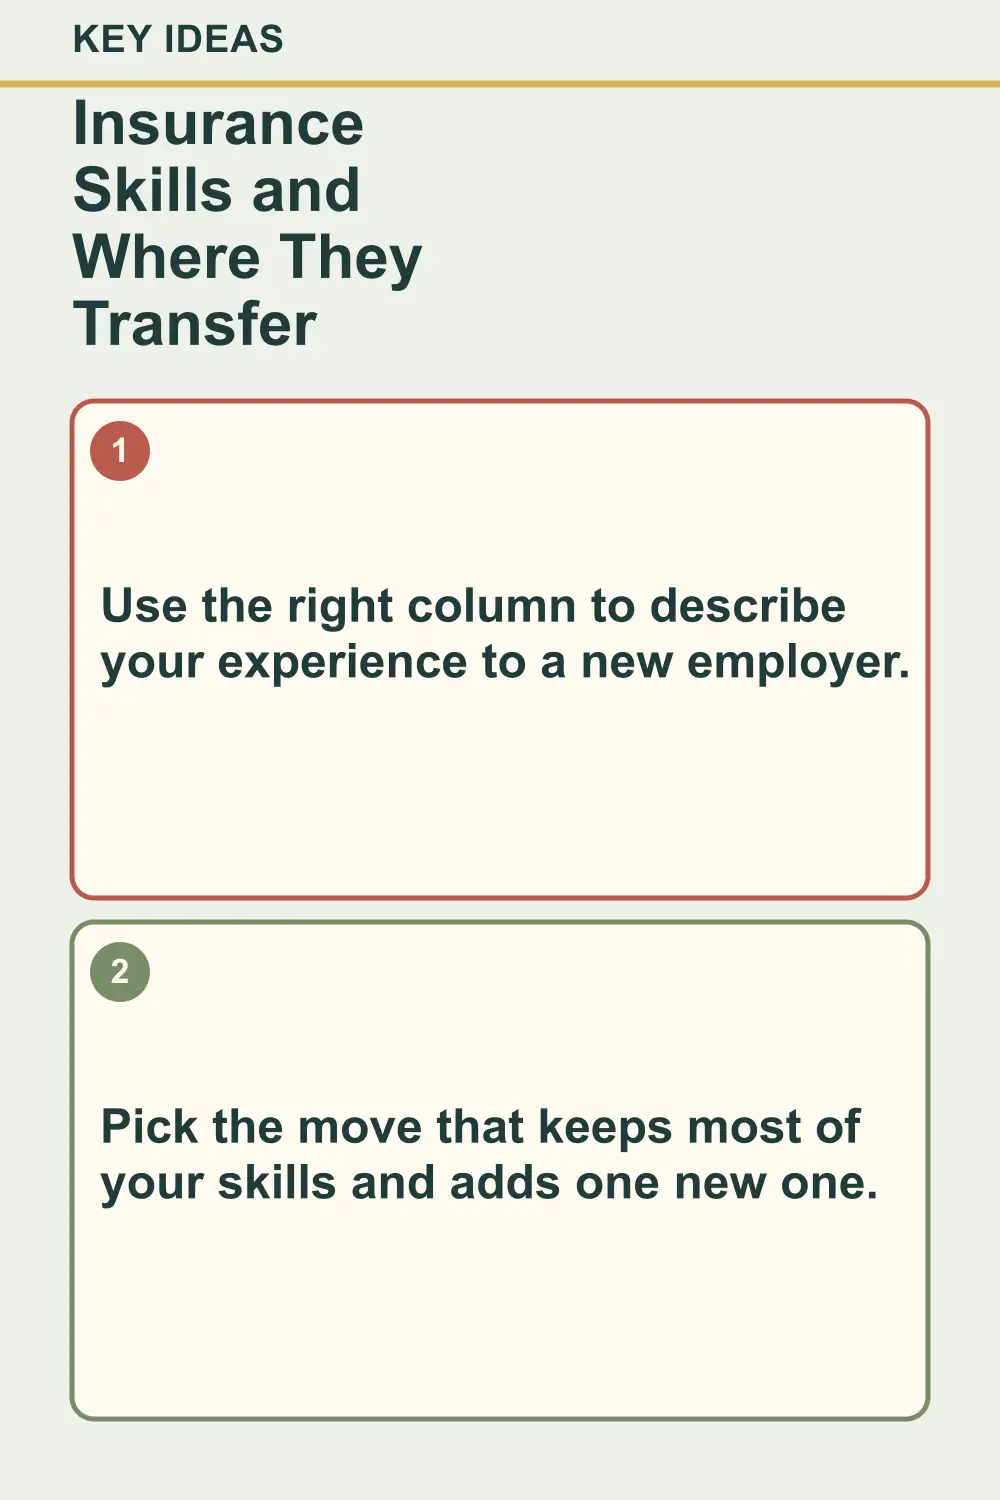 KEY IDEAS
Insurance
Skills and
Where They
Transfer
1
Use the right column to describe
your experience to a new employer.
2
Pick the move that keeps most of
your skills and adds one new one.